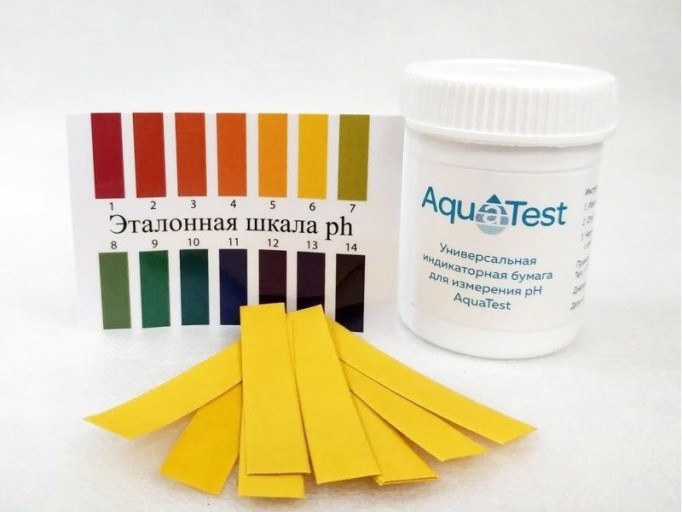 1 2 3 4 5 6 7
Эталонная шкала ph
8 9 10 11 12 13 14
AquaTest
Универсальная
индикаторная бумага
для измерения pH
AquaTest